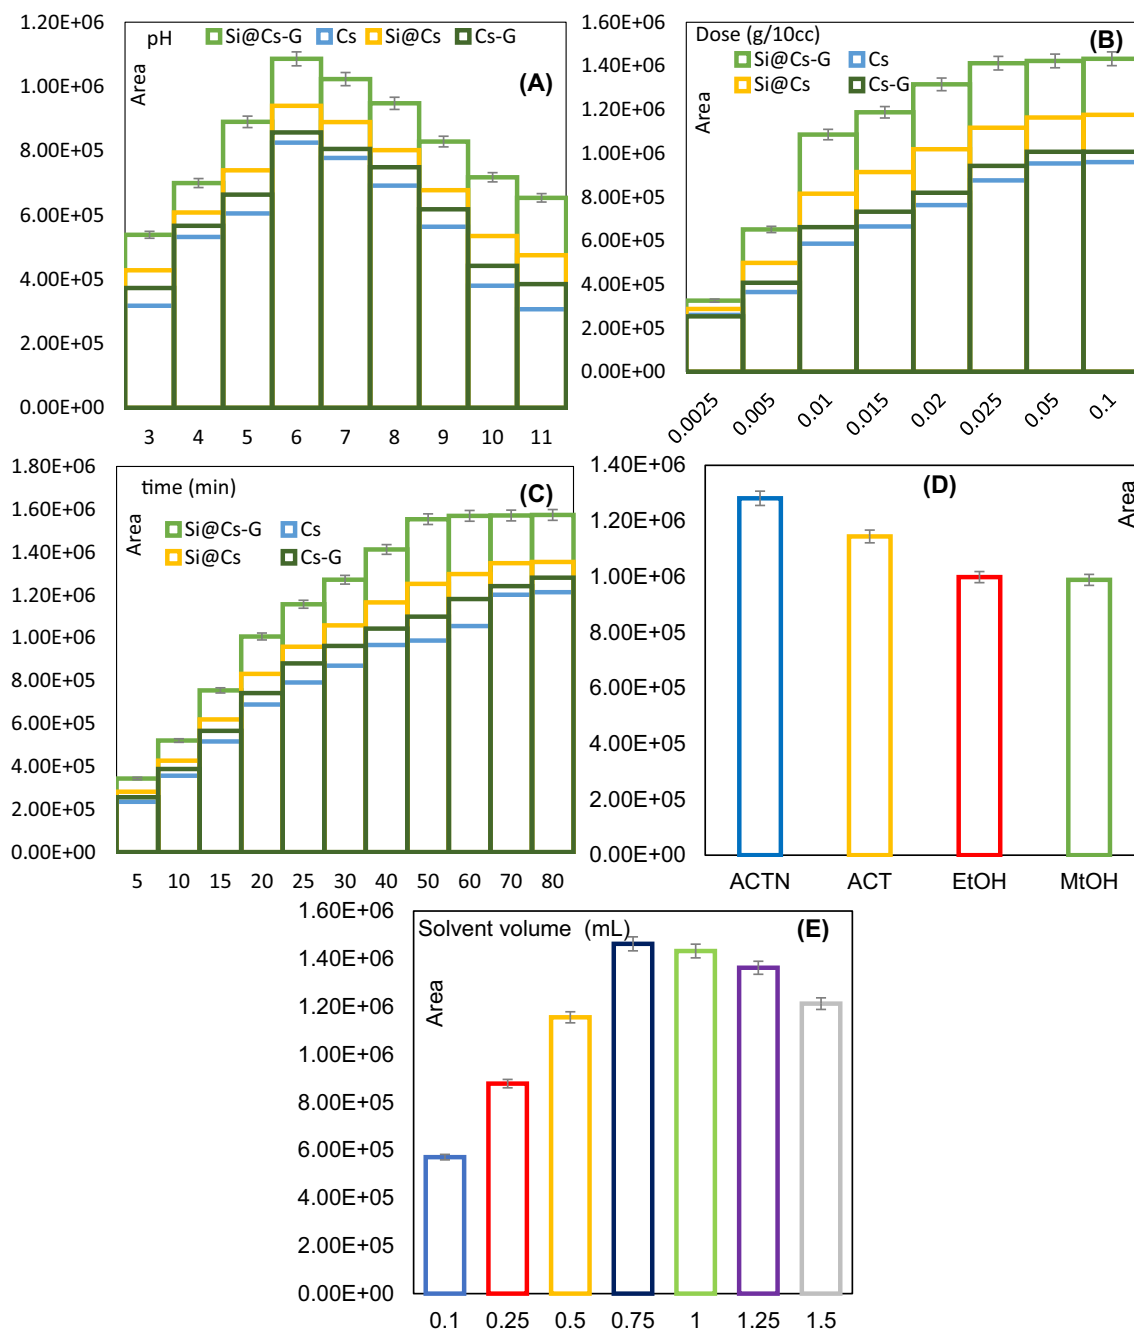 1.20E+06
1.00E+06
8.00E+05
6.00E+05
4.00E+05
2.00E+05
0.00E+00
pH
Si@Cs-G Cs Si@Cs Cs-G
Area
(A)
3 4 5 6 7 8 9 10 11
1.60E+06
1.40E+06
1.20E+06
1.00E+06
8.00E+05
6.00E+05
4.00E+05
2.00E+05
0.00E+00
Dose (g/10cc)
(B)
Si@Cs-G Cs
Si@Cs Cs-G
Area
0.0025 0.005 0.01 0.015 0.02 0.025 0.05 0.1
1.80E+06
1.60E+06
1.40E+06
1.20E+06
1.00E+06
8.00E+05
6.00E+05
4.00E+05
2.00E+05
0.00E+00
time (min)
(C)
Si@Cs-G Cs
Si@Cs Cs-G
Area
5 10 15 20 25 30 40 50 60 70 80
1.40E+06
1.20E+06
1.00E+06
8.00E+05
6.00E+05
4.00E+05
2.00E+05
0.00E+00
(D)
Area
ACTN ACT EtOH MtOH
1.60E+06
1.40E+06
1.20E+06
1.00E+06
8.00E+05
6.00E+05
4.00E+05
2.00E+05
0.00E+00
Solvent volume (mL)
(E)
Area
0.1 0.25 0.5 0.75 1 1.25 1.5